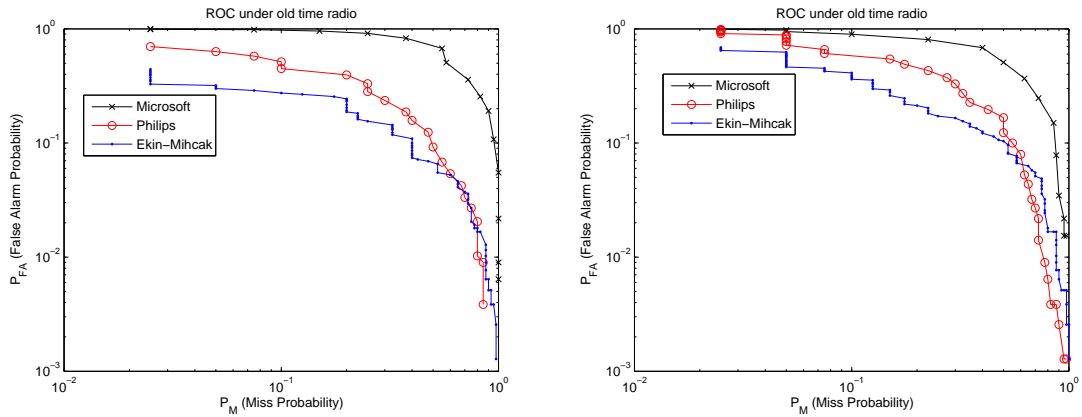 ROC under old time radio
10^0
10^-1
10^-2
10^-3
P_FA (False Alarm Probability)
Microsoft
Philips
Ekin-Mihcak
10^-2
10^-1
10^0
P_M (Miss Probability)
ROC under old time radio
10^0
10^-1
10^-2
10^-3
P_FA (False Alarm Probability)
Microsoft
Philips
Ekin-Mihcak
10^-2
10^-1
10^0
P_M (Miss Probability)